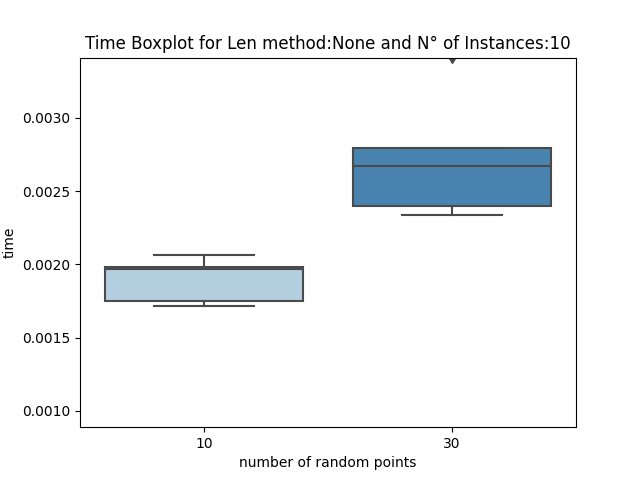 Time Boxplot for Len method:None and N° of Instances:10
0.0030
0.0025
0.0020
0.0015
0.0010
time
10 30
number of random points